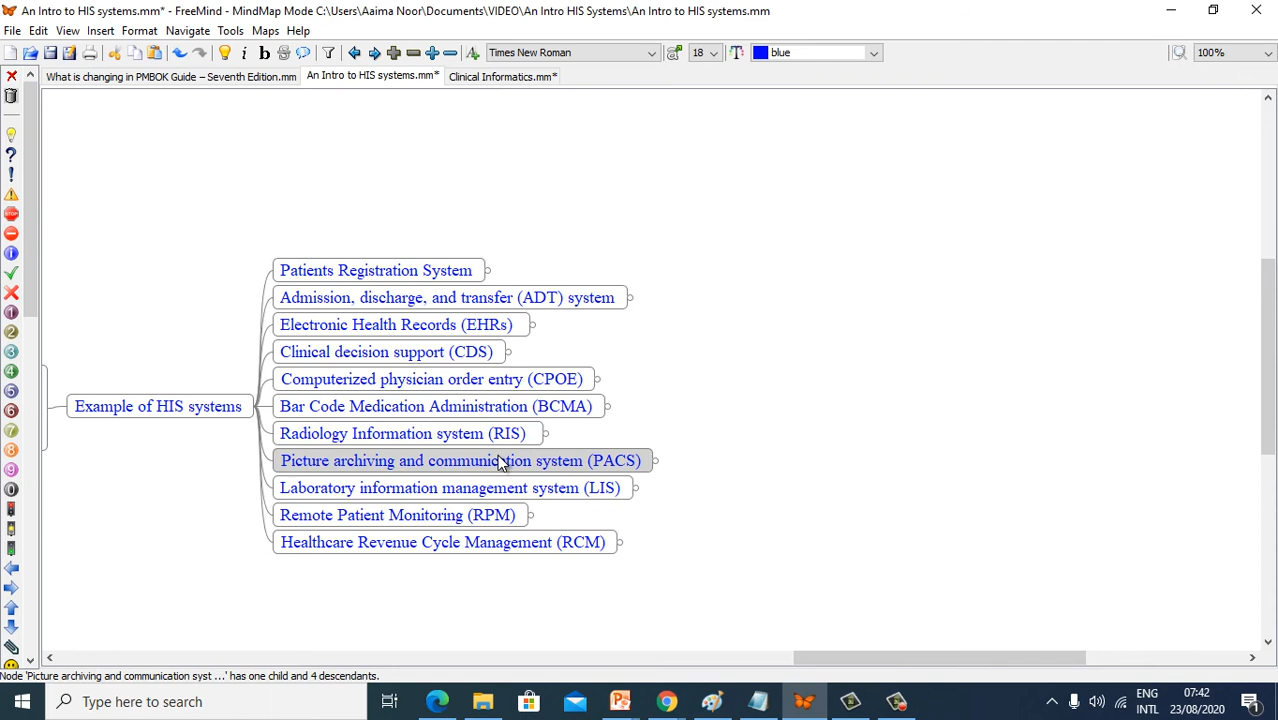 An Intro to HIS systems.mm* - FreeMind - MindMap Mode C:\Users\Aaima Noor\Documents\VIDEO\An Intro HIS Systems\An Intro to HIS systems.mm)
File Edit View Insert Format Navigate Tools Maps Help
Times New Roman 18 blue 100%
What is changing in PMBOK Guide – Seventh Edition.mm An Intro to HIS systems.mm* Clinical Informatics.mm*
Patients Registration System
Admission, discharge, and transfer (ADT) system
Electronic Health Records (EHRs)
Clinical decision support (CDS)
Computerized physician order entry (CPOE)
Example of HIS systems
Bar Code Medication Administration (BCMA)
Radiology Information system (RIS)
Picture archiving and communication system (PACS)
Laboratory information management system (LIS)
Remote Patient Monitoring (RPM)
Healthcare Revenue Cycle Management (RCM)
Node 'Picture archiving and communication syst ...' has one child and 4 descendants.
Type here to search
ENG
INTL
07:42
23/08/2020